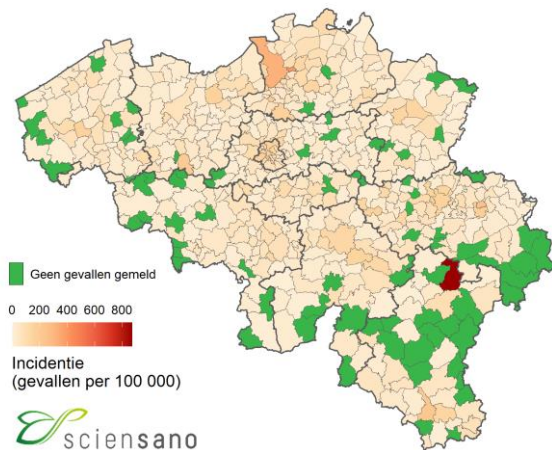 Geen gevallen gemeld
0 200 400 600 800
Incidentie
(gevallen per 100 000)
sciensano